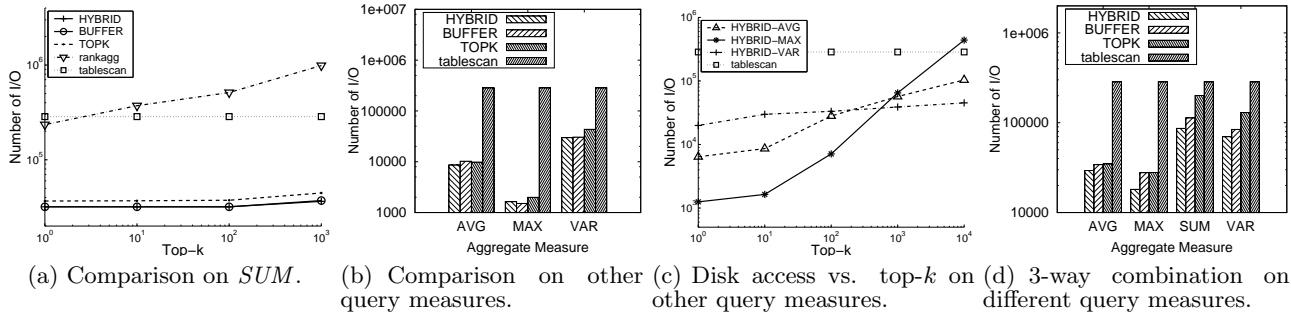 HYBRID
BUFFER
TOPK
rankagg
tablescan
Number of I/O
10^6
10^5
10^0
10^1
10^2
10^3
Top-k
(a) Comparison on SUM.
HYBRID
BUFFER
TOPK
tablescan
Number of I/O
1e+007
1e+006
100000
10000
1000
AVG
MAX
VAR
Aggregate Measure
(b) Comparison on other
query measures.
HYBRID-AVG
HYBRID-MAX
HYBRID-VAR
tablescan
Number of I/O
10^6
10^5
10^4
10^3
10^0
10^1
10^2
10^3
10^4
Top-k
(c) Disk access vs. top-k on
other query measures.
HYBRID
BUFFER
TOPK
tablescan
Number of I/O
1e+006
100000
10000
AVG
MAX
SUM
VAR
Aggregate Measure
(d) 3-way combination on
different query measures.